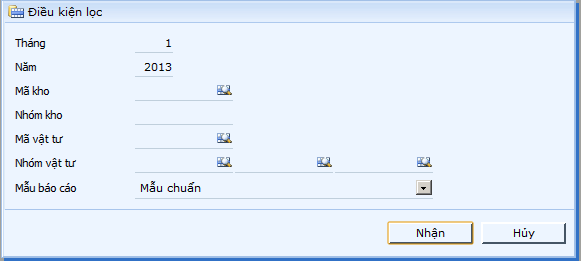 Điều kiện lọc
Tháng 1
Năm 2013
Mã kho
Nhóm kho
Mã vật tư
Nhóm vật tư
Mẫu báo cáo Mẫu chuẩn
Nhận Hủy